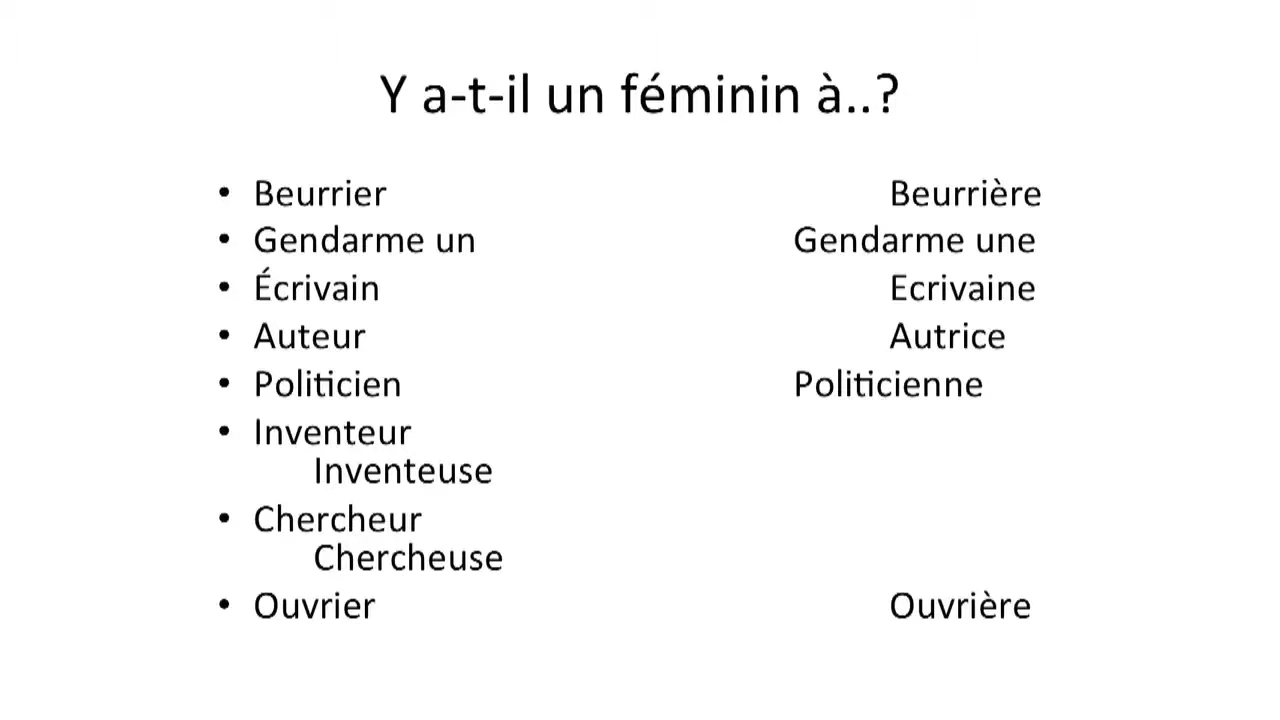 Y a-t-il un féminin à..?
• Beurrier Beurrière
• Gendarme un Gendarme une
• Écrivain Ecrivaine
• Auteur Autrice
• Politicien Politicienne
• Inventeur
Inventeuse
• Chercheur
Chercheuse
• Ouvrier Ouvrière